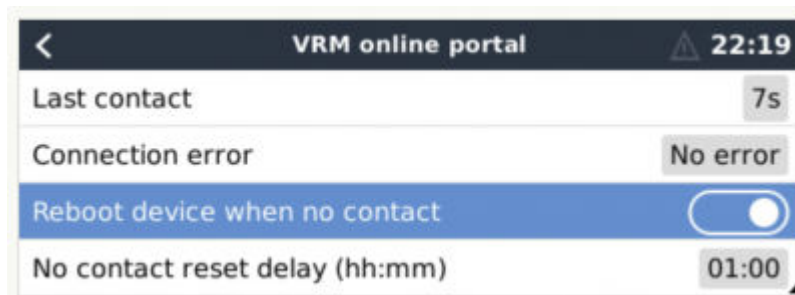 VRM online portal 22:19
Last contact 7s
Connection error No error
Reboot device when no contact
No contact reset delay (hh:mm) 01:00